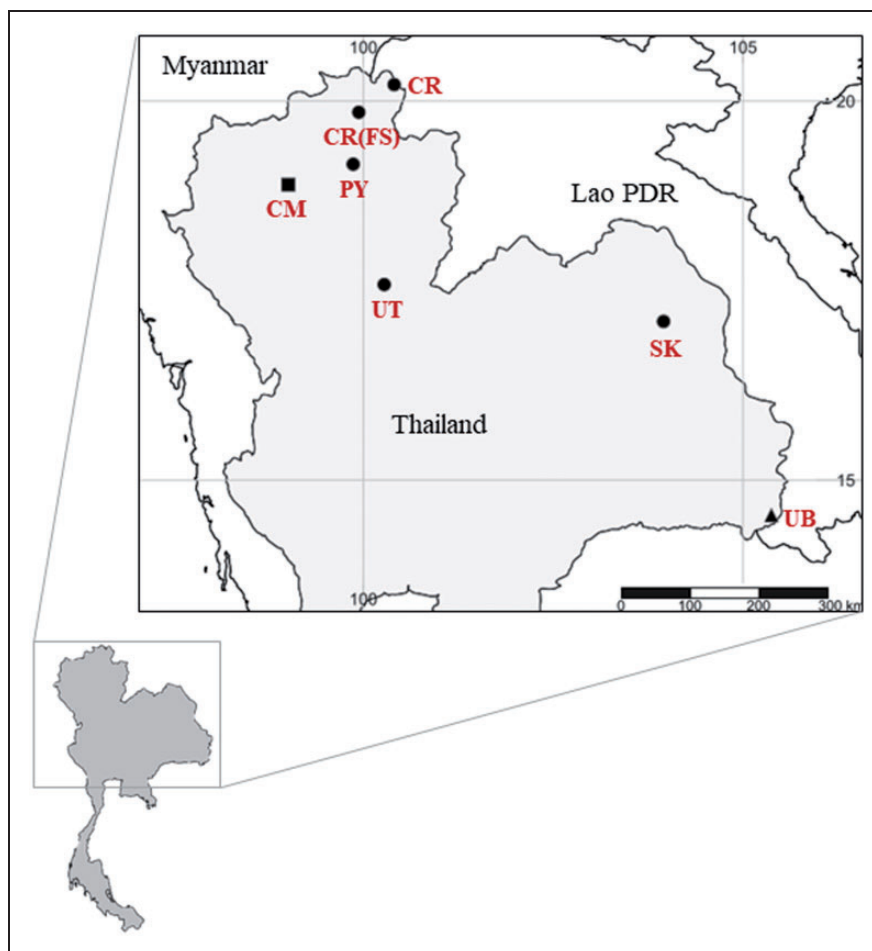 100
105
Myanmar
CR
20
CR(FS)
PY
Lao PDR
CM
UT
SK
Thailand
15
UB
100
0 100 200 300 km